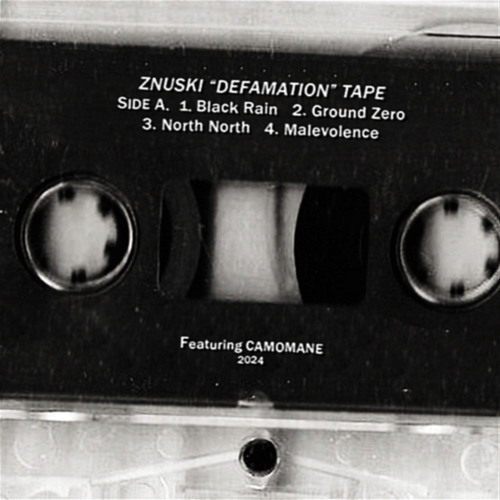 ZNUSKI “DEFAMATION” TAPE
SIDE A. 1. Black Rain 2. Ground Zero
3. North North 4. Malevolence
Featuring CAMOMANE
2024